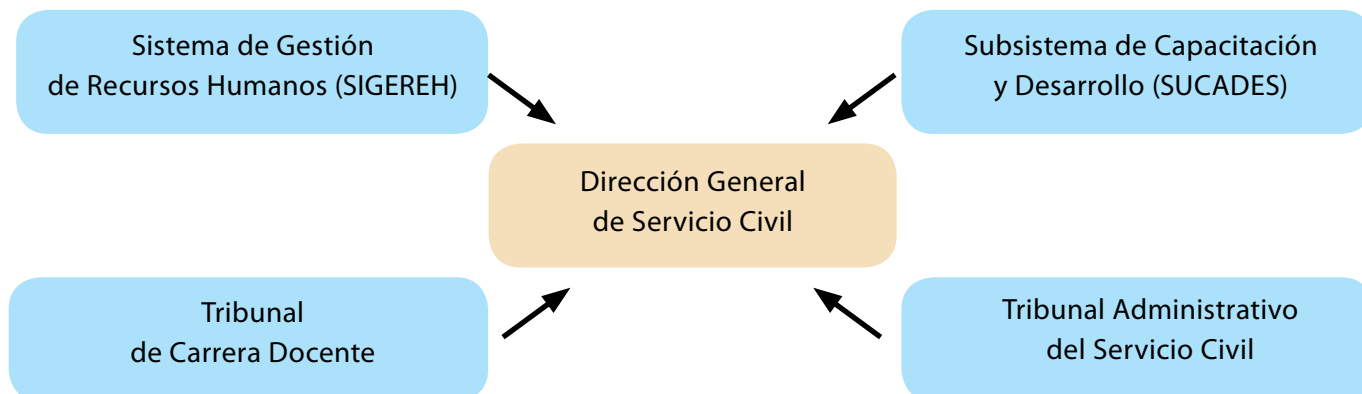 Sistema de Gestión
de Recursos Humanos (SIGEREH)
Subsistema de Capacitación
y Desarrollo (SUCADES)
Dirección General
de Servicio Civil
Tribunal
de Carrera Docente
Tribunal Administrativo
del Servicio Civil